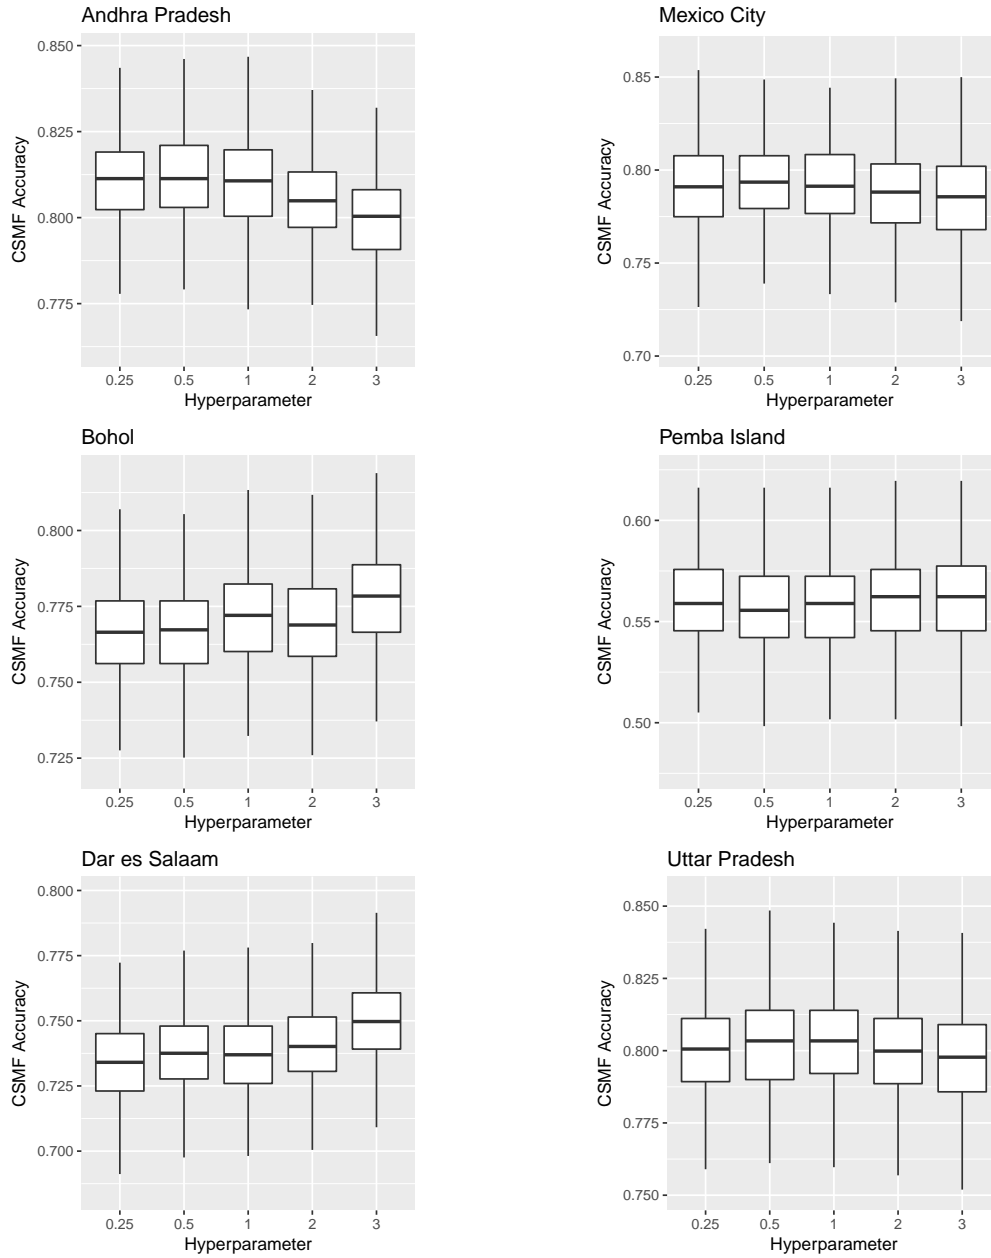 Andhra Pradesh
CSMF Accuracy
0.850
0.825
0.800
0.775
0.25 0.5 1 2 3
Hyperparameter
Mexico City
CSMF Accuracy
0.85
0.80
0.75
0.70
0.25 0.5 1 2 3
Hyperparameter
Bohol
CSMF Accuracy
0.800
0.775
0.750
0.725
0.25 0.5 1 2 3
Hyperparameter
Pemba Island
CSMF Accuracy
0.60
0.55
0.50
0.25 0.5 1 2 3
Hyperparameter
Dar es Salaam
CSMF Accuracy
0.800
0.775
0.750
0.725
0.700
0.25 0.5 1 2 3
Hyperparameter
Uttar Pradesh
CSMF Accuracy
0.850
0.825
0.800
0.775
0.750
0.25 0.5 1 2 3
Hyperparameter